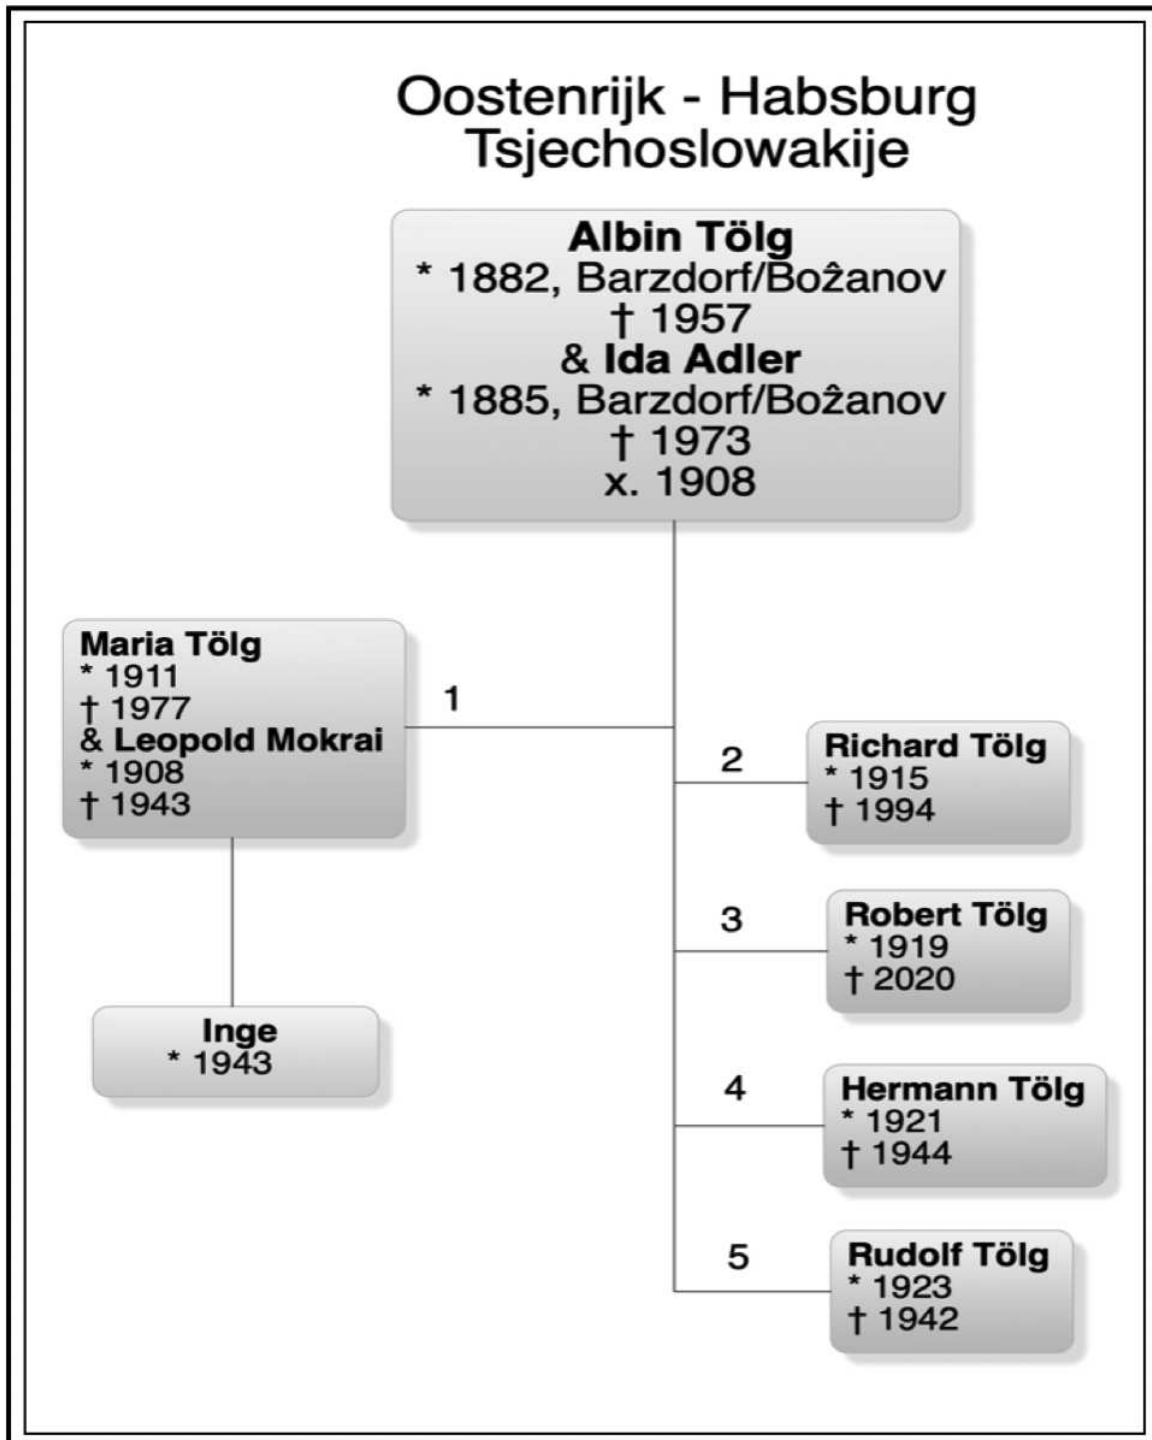 Oostenrijk - Habsburg
Tsjechoslowakije
Albin Tölg
* 1882, Barzdorf/Boẑanov
† 1957
& Ida Adler
* 1885, Barzdorf/Boẑanov
† 1973
x. 1908
Maria Tölg
* 1911
† 1977
& Leopold Mokrai
* 1908
† 1943
1
Inge
* 1943
2
Richard Tölg
* 1915
† 1994
3
Robert Tölg
* 1919
† 2020
4
Hermann Tölg
* 1921
† 1944
5
Rudolf Tölg
* 1923
† 1942